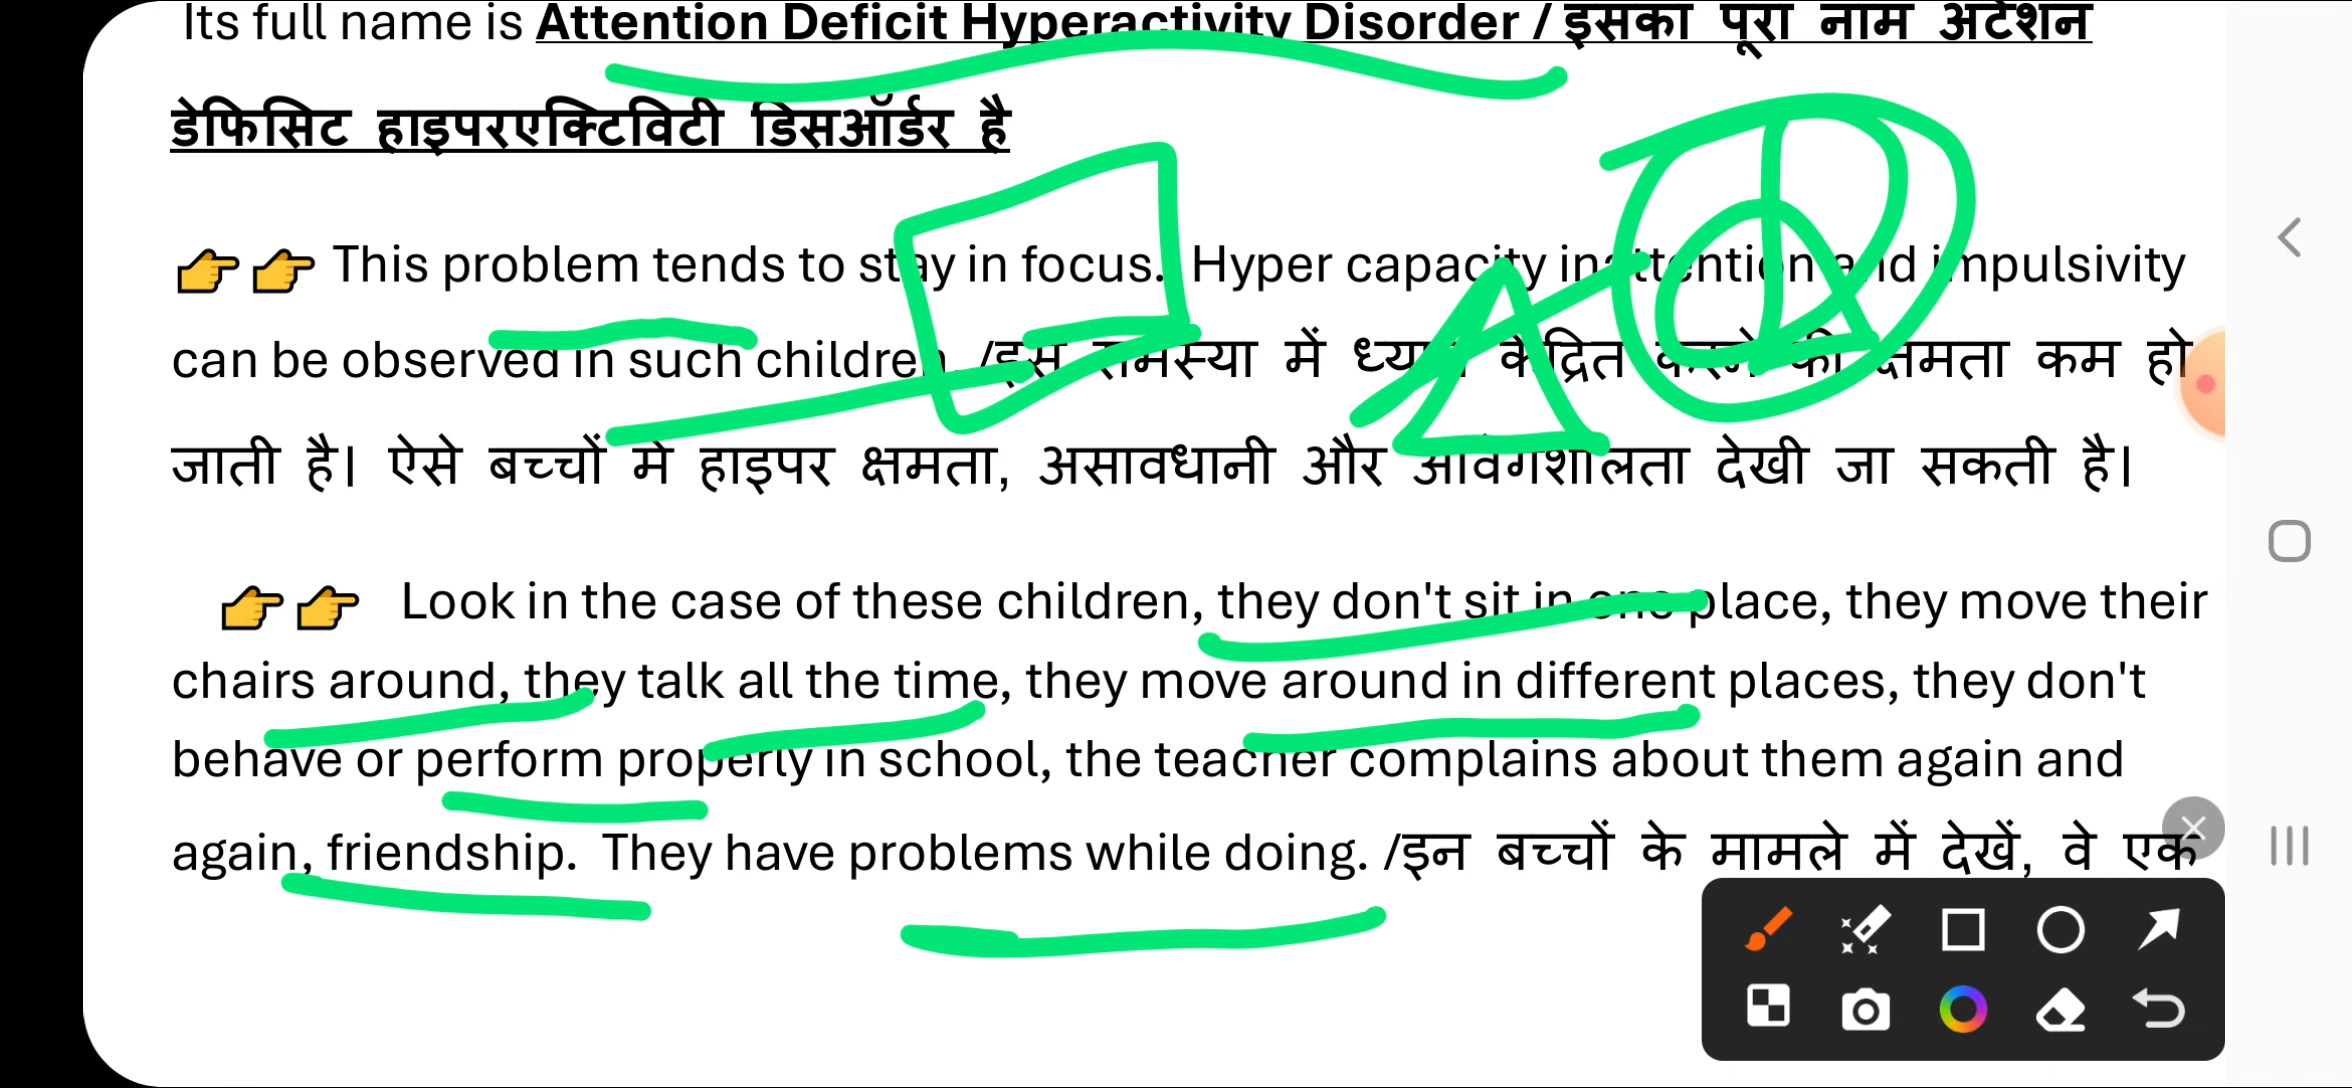 Its full name is Attention Deficit Hyperactivity Disorder / इसका पूरा नाम अटेंशन
डेफिसिट हाइपरएक्टिविटी डिसऑर्डर है
👉👉 This problem tends to stay in focus. Hyper capacity inattention and impulsivity
can be observed in such children. /इस समस्या में ध्यान केंद्रित करने की क्षमता कम हो
जाती है। ऐसे बच्चों में हाइपर क्षमता, असावधानी और आवेगशीलता देखी जा सकती है।
👉👉 Look in the case of these children, they don't sit in one place, they move their
chairs around, they talk all the time, they move around in different places, they don't
behave or perform properly in school, the teacher complains about them again and
again, friendship. They have problems while doing. /इन बच्चों के मामले में देखें, वे एक